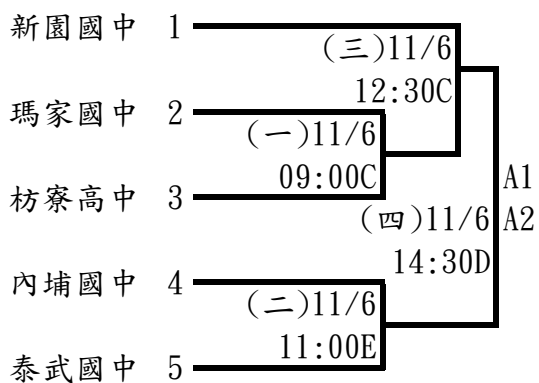 新園國中 1
(三)11/6
12:30C
瑪家國中 2
(一)11/6
09:00C
枋寮高中 3
A1
(四)11/6 A2
14:30D
內埔國中 4
(二)11/6
11:00E
泰武國中 5